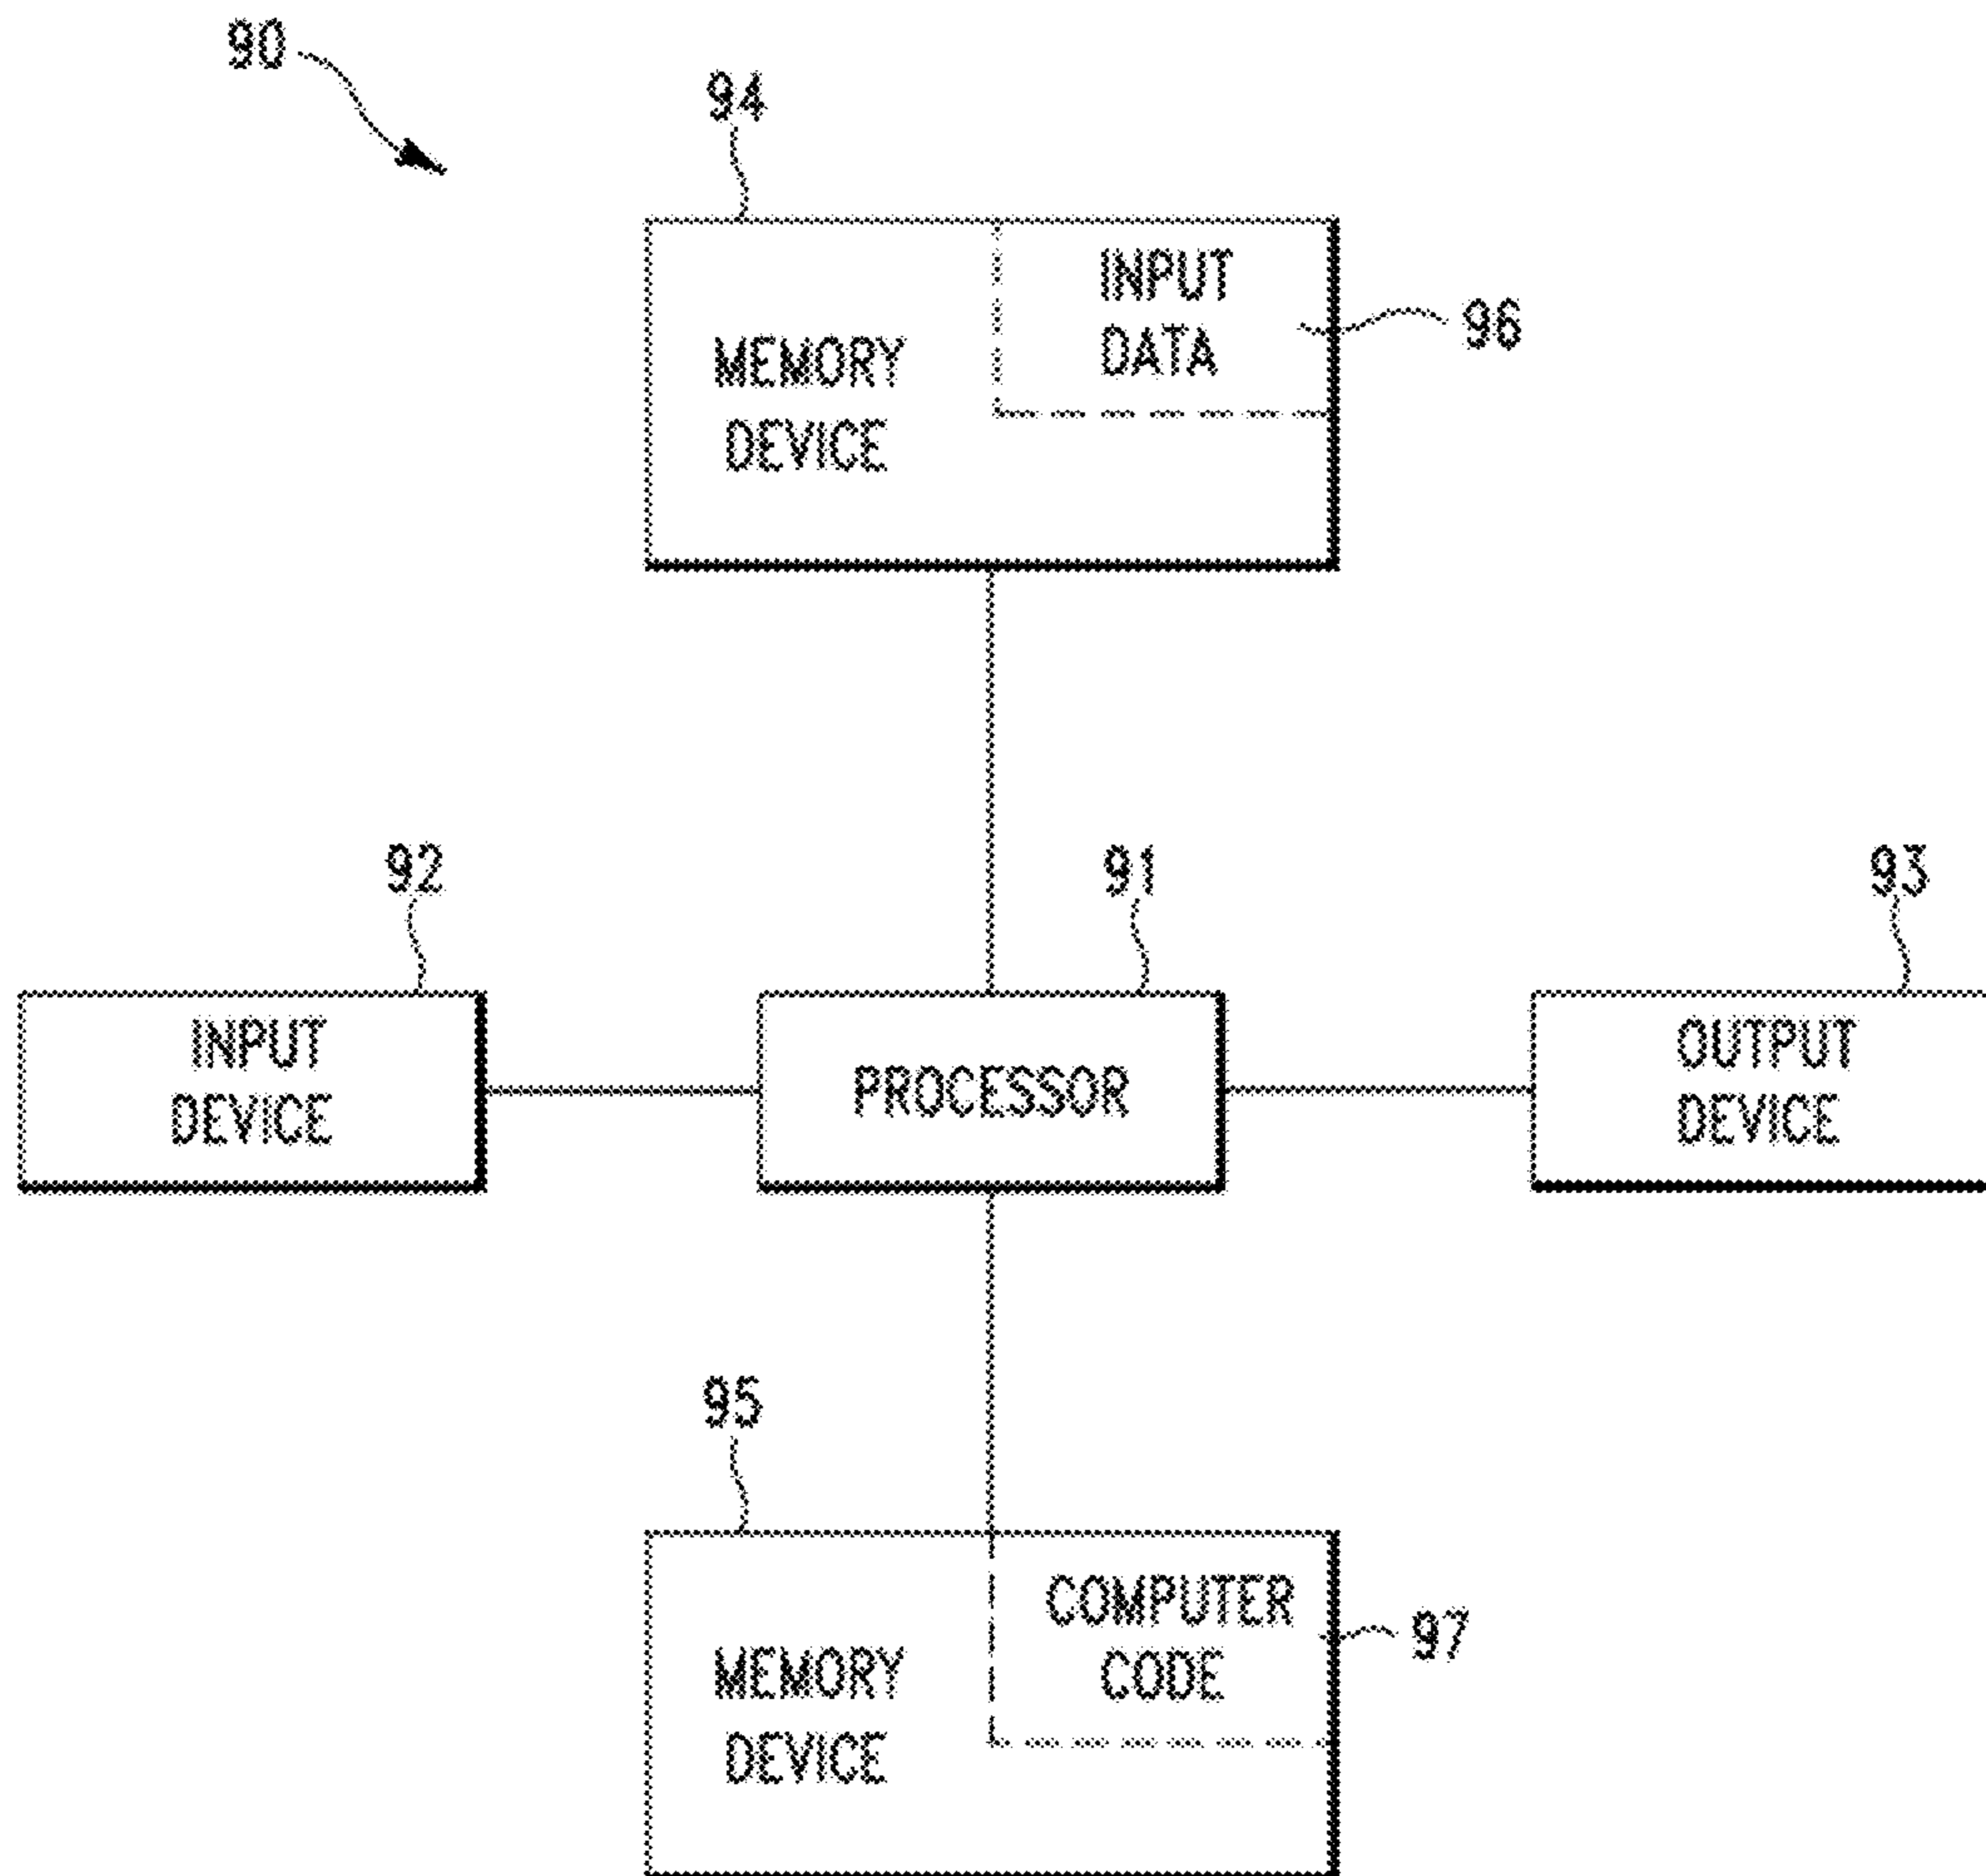 90
94
INPUT
DATA
96
MEMORY
DEVICE
92
91
93
INPUT
DEVICE
PROCESSOR
OUTPUT
DEVICE
95
COMPUTER
CODE
97
MEMORY
DEVICE